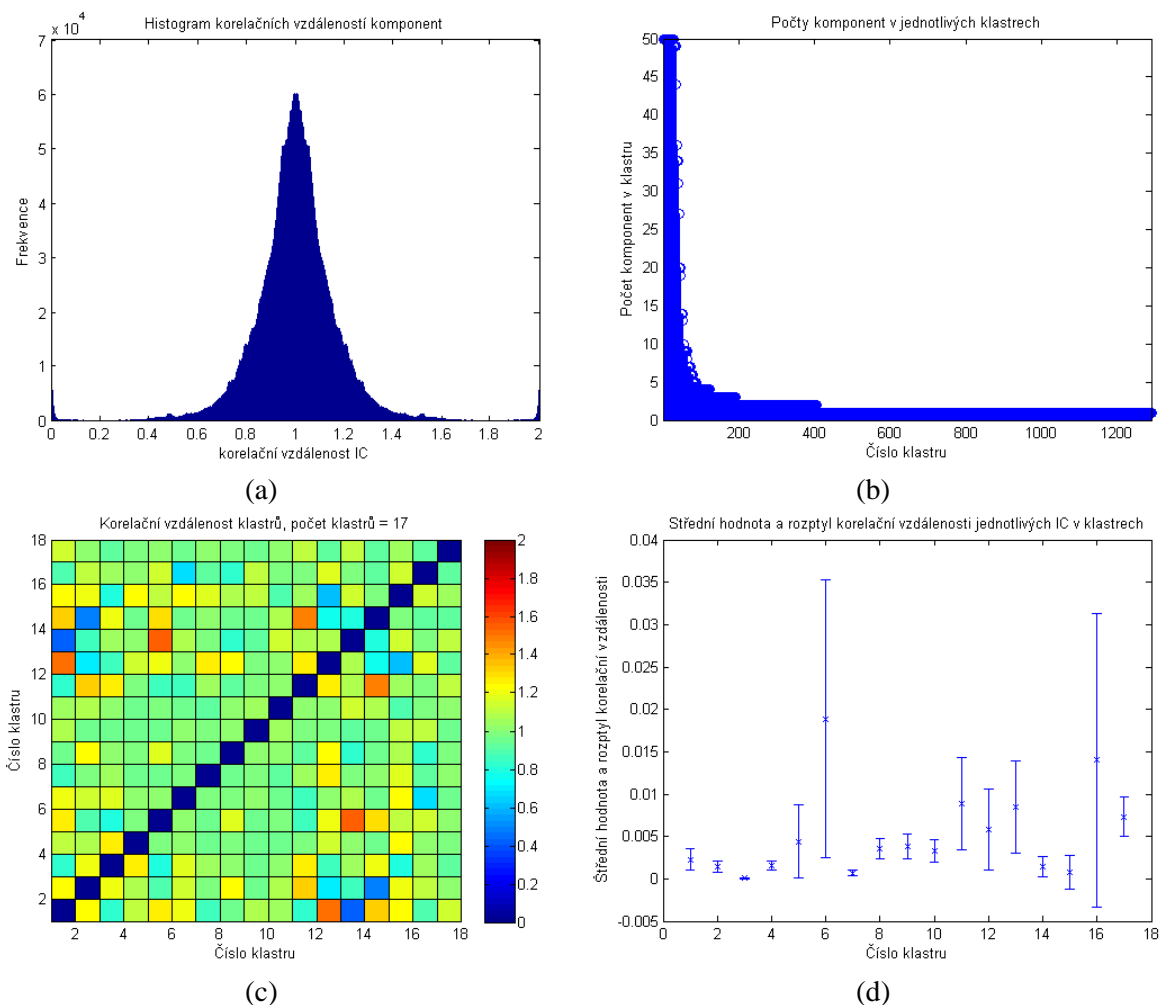 Histogram korelačních vzdáleností komponent
x 10^4
7
6
5
4
3
2
1
0
Frekvence
0 0.2 0.4 0.6 0.8 1 1.2 1.4 1.6 1.8 2
korelační vzdálenost IC
(a)
Počty komponent v jednotlivých klastrech
50
45
40
35
30
25
20
15
10
5
0
Počet komponent v klastru
200 400 600 800 1000 1200
Číslo klastru
(b)
Korelační vzdálenost klastrů, počet klastrů = 17
18
16
14
12
10
8
6
4
2
Číslo klastru
2 4 6 8 10 12 14 16 18
Číslo klastru
2
1.8
1.6
1.4
1.2
1
0.8
0.6
0.4
0.2
0
(c)
Střední hodnota a rozptyl korelační vzdálenosti jednotlivých IC v klastrech
0.04
0.035
0.03
0.025
0.02
0.015
0.01
0.005
0
-0.005
Střední hodnota a rozptyl korelační vzdálenosti
0 2 4 6 8 10 12 14 16 18
Číslo klastru
(d)